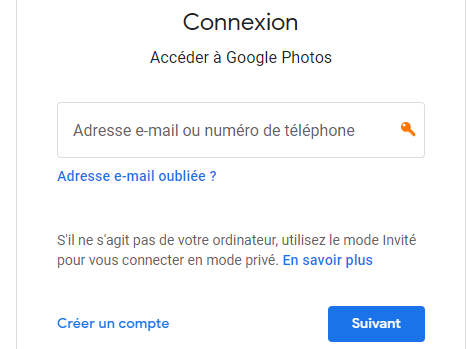 Connexion
Accéder à Google Photos
Adresse e-mail ou numéro de téléphone
Adresse e-mail oubliée ?
S'il ne s'agit pas de votre ordinateur, utilisez le mode Invité
pour vous connecter en mode privé. En savoir plus
Créer un compte
Suivant